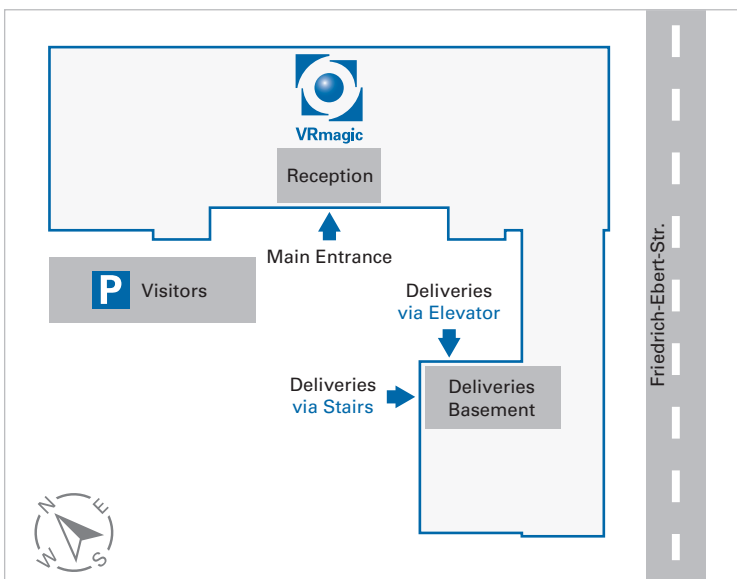 VRmagic
Reception
Main Entrance
P Visitors
Deliveries
via Elevator
Deliveries
via Stairs
Deliveries
Basement
Friedrich-Ebert-Str.
N
E
W
S